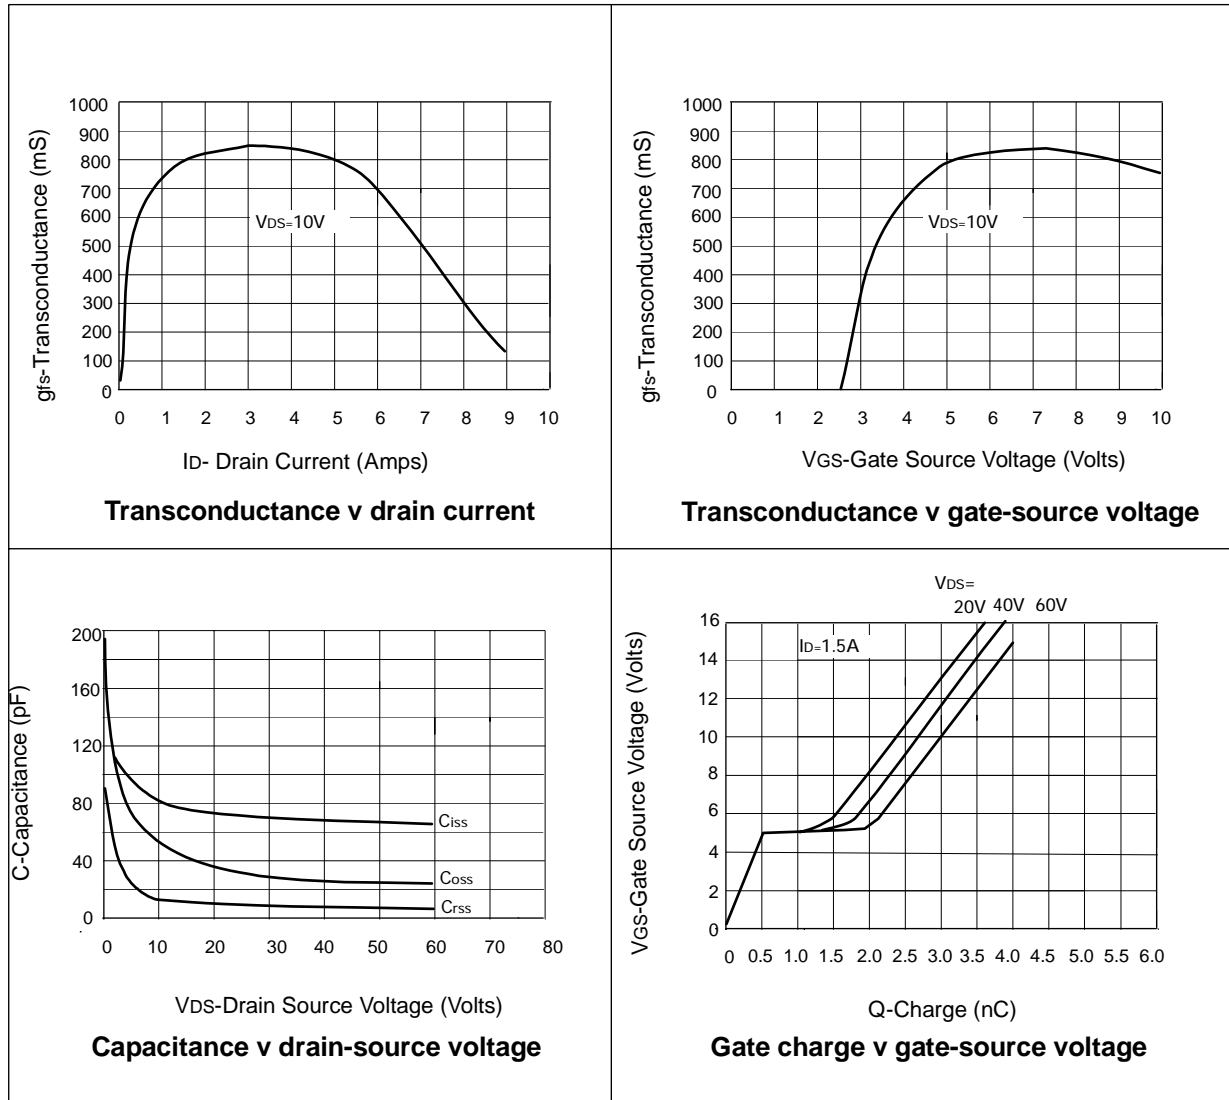 gfs-Transconductance (mS)
1000
900
800
700
600
500
400
300
200
100
0
VDS=10V
0 1 2 3 4 5 6 7 8 9 10
ID- Drain Current (Amps)
Transconductance v drain current
gfs-Transconductance (mS)
1000
900
800
700
600
500
400
300
200
100
0
VDS=10V
0 1 2 3 4 5 6 7 8 9 10
VGS-Gate Source Voltage (Volts)
Transconductance v gate-source voltage
C-Capacitance (pF)
200
160
120
80
40
0
Ciss
Coss
Crss
0 10 20 30 40 50 60 70 80
VDS-Drain Source Voltage (Volts)
Capacitance v drain-source voltage
VGS-Gate Source Voltage (Volts)
VDS=
20V 40V 60V
16
14
12
10
8
6
4
2
0
ID=1.5A
0 0.5 1.0 1.5 2.0 2.5 3.0 3.5 4.0 4.5 5.0 5.5 6.0
Q-Charge (nC)
Gate charge v gate-source voltage